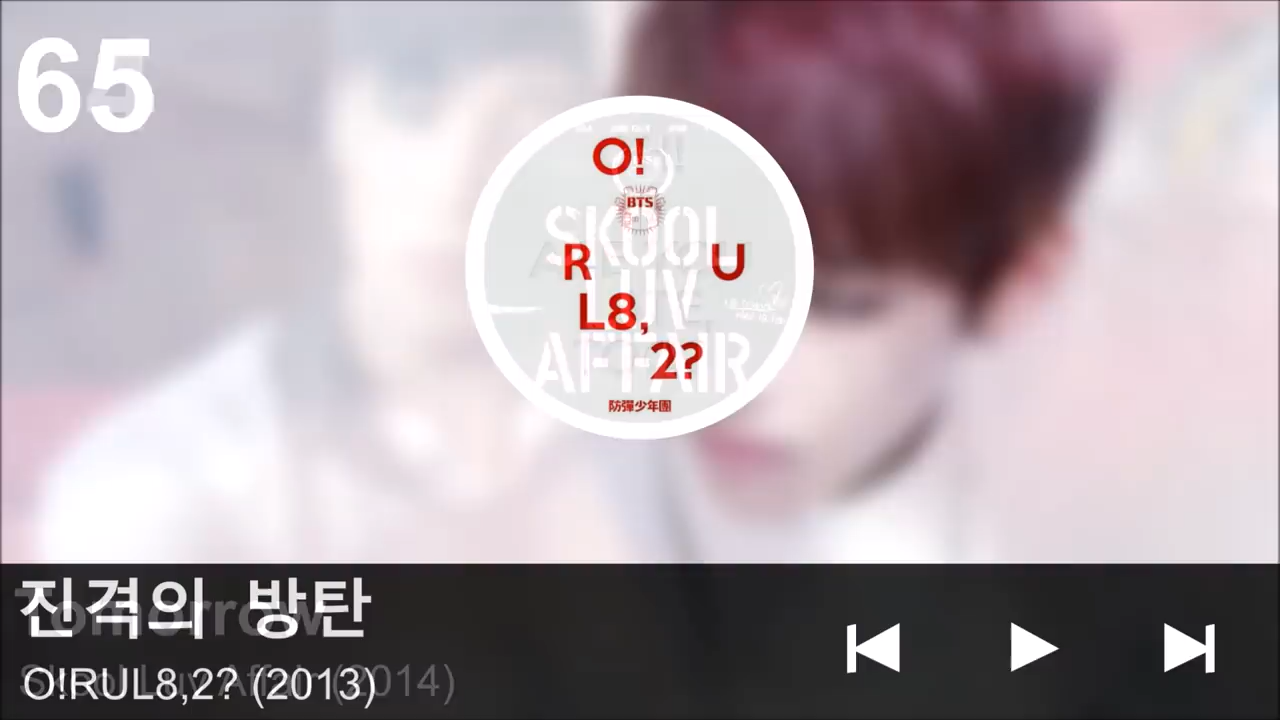 65
O!
BTS
SKOOL
R U
LUV
L8,
AFFAIR
2?
防彈少年團
진격의 방탄
Tomorrow
O!RUL8,2? (2013)
Skool Luv Affair (2014)